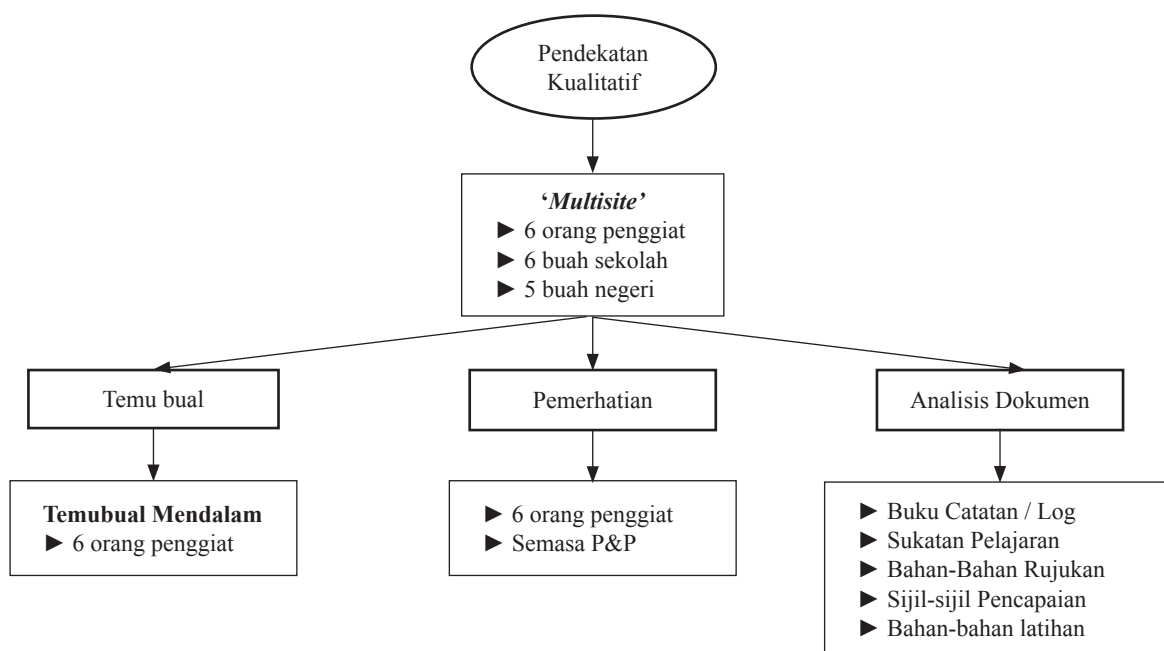 Pendekatan
Kualitatif
‘Multisite’
► 6 orang penggiat
► 6 buah sekolah
► 5 buah negeri
Temu bual
Pemerhatian
Analisis Dokumen
Temubual Mendalam
► 6 orang penggiat
► 6 orang penggiat
► Semasa P&P
► Buku Catatan / Log
► Sukatan Pelajaran
► Bahan-Bahan Rujukan
► Sijil-sijil Pencapaian
► Bahan-bahan latihan